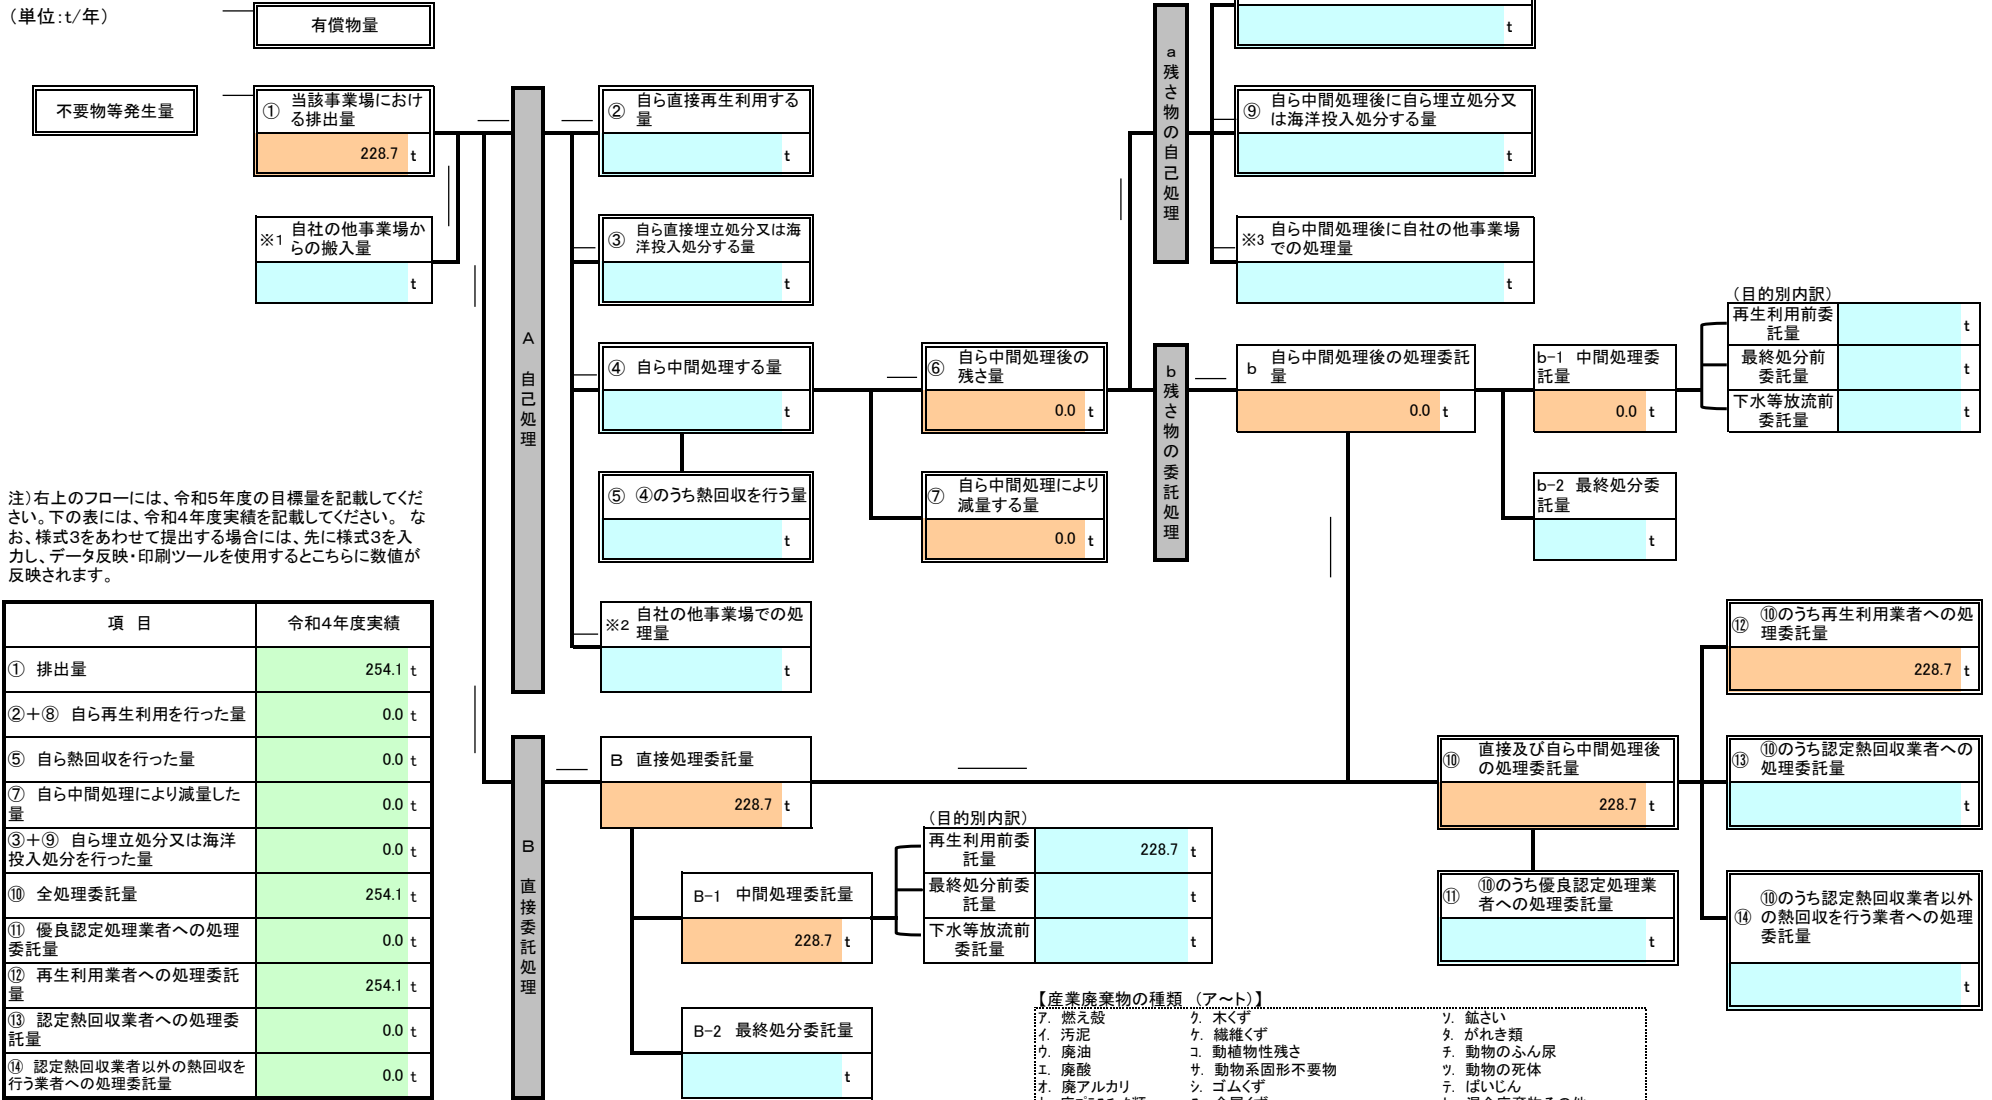 （単位:t/年）
有償物量
t
不要物等発生量
① 当該事業場におけ
る排出量
228.7 t
② 自ら直接再生利用する
量
t
⑨ 自ら中間処理後に自ら埋立処分又
は海洋投入処分する量
t
a 残さ物の自己処理
※1 自社の他事業場か
らの搬入量
t
③ 自ら直接埋立処分又は海
洋投入処分する量
t
※3 自ら中間処理後に自社の他事業場
での処理量
t
A 自己処理
④ 自ら中間処理する量
t
⑥ 自ら中間処理後の
残さ量
0.0 t
b 残さ物の委託処理
b 自ら中間処理後の処理委託
量
0.0 t
b-1 中間処理委
託量
0.0 t
（目的別内訳）
再生利用前委
託量
t
最終処分前
委託量
t
下水等放流前
委託量
t
⑤ ④のうち熱回収を行う量
t
⑦ 自ら中間処理により
減量する量
0.0 t
b-2 最終処分委
託量
t
注）右上のフローには、令和５年度の目標量を記載してくだ
さい。下の表には、令和４年度実績を記載してください。 な
お、様式３をあわせて提出する場合には、先に様式３を入
力し、データ反映・印刷ツールを使用するとこちらに数値が
反映されます。
※2 自社の他事業場での処
理量
t
項 目 令和４年度実績
① 排出量 254.1 t
②＋⑧ 自ら再生利用を行った量 0.0 t
⑤ 自ら熱回収を行った量 0.0 t
⑦ 自ら中間処理により減量した
量 0.0 t
③＋⑨ 自ら埋立処分又は海洋
投入処分を行った量 0.0 t
⑩ 全処理委託量 254.1 t
⑪ 優良認定処理業者への処理
委託量 0.0 t
⑫ 再生利用業者への処理委託
量 254.1 t
⑬ 認定熱回収業者への処理委
託量 0.0 t
⑭ 認定熱回収業者以外の熱回収を
行う業者への処理委託量 0.0 t
B 直接委託処理
B 直接処理委託量
228.7 t
B-1 中間処理委託量
228.7 t
（目的別内訳）
再生利用前委
託量
228.7 t
最終処分前委
託量
t
下水等放流前
委託量
t
B-2 最終処分委託量
t
⑩ 直接及び自ら中間処理後
の処理委託量
228.7 t
⑪ ⑩のうち優良認定処理業
者への処理委託量
t
⑫ ⑩のうち再生利用業者への処
理委託量
228.7 t
⑬ ⑩のうち認定熱回収業者への
処理委託量
t
⑭ ⑩のうち認定熱回収業者以外
の熱回収を行う業者への処理
委託量
t
【産業廃棄物の種類 （ア～ト）】
ｱ. 燃え殻 ｸ. 木くず ｿ. 鉱さい
ｲ. 汚泥 ｹ. 繊維くず ﾀ. がれき類
ｳ. 廃油 ｺ. 動植物性残さ ﾁ. 動物のふん尿
ｴ. 廃酸 ｻ. 動物系固形不要物 ﾂ. 動物の死体
ｵ. 廃アルカリ ｼ. ゴムくず ﾃ. ばいじん